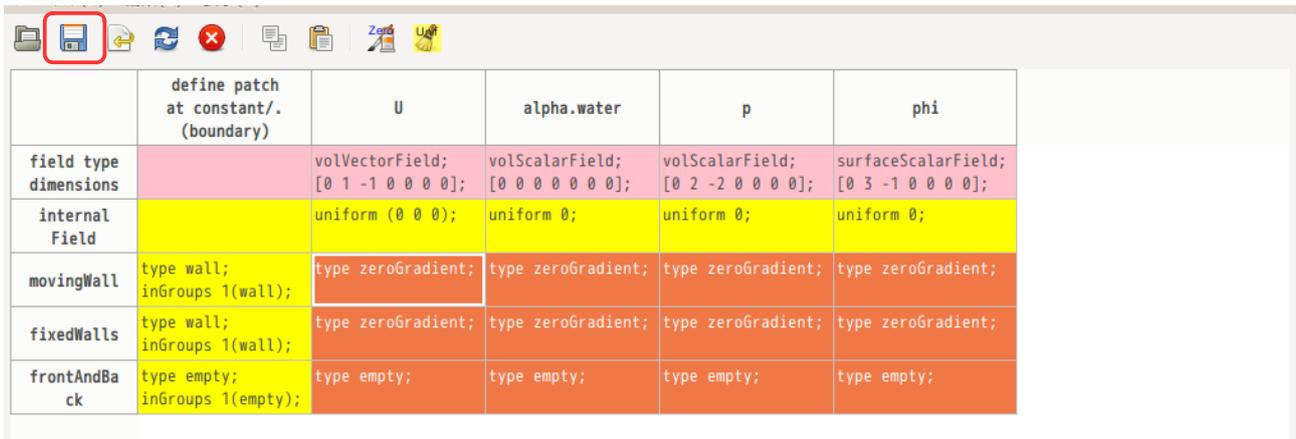 Zero
Unif
define patch
at constant/.
(boundary)
U
alpha.water
p
phi
field type
dimensions
volVectorField;
[0 1 -1 0 0 0 0];
volScalarField;
[0 0 0 0 0 0 0];
volScalarField;
[0 2 -2 0 0 0 0];
surfaceScalarField;
[0 3 -1 0 0 0 0];
internal
Field
uniform (0 0 0);
uniform 0;
uniform 0;
uniform 0;
movingWall
type wall;
inGroups 1(wall);
type zeroGradient;
type zeroGradient;
type zeroGradient;
type zeroGradient;
fixedWalls
type wall;
inGroups 1(wall);
type zeroGradient;
type zeroGradient;
type zeroGradient;
type zeroGradient;
frontAndBa
ck
type empty;
inGroups 1(empty);
type empty;
type empty;
type empty;
type empty;